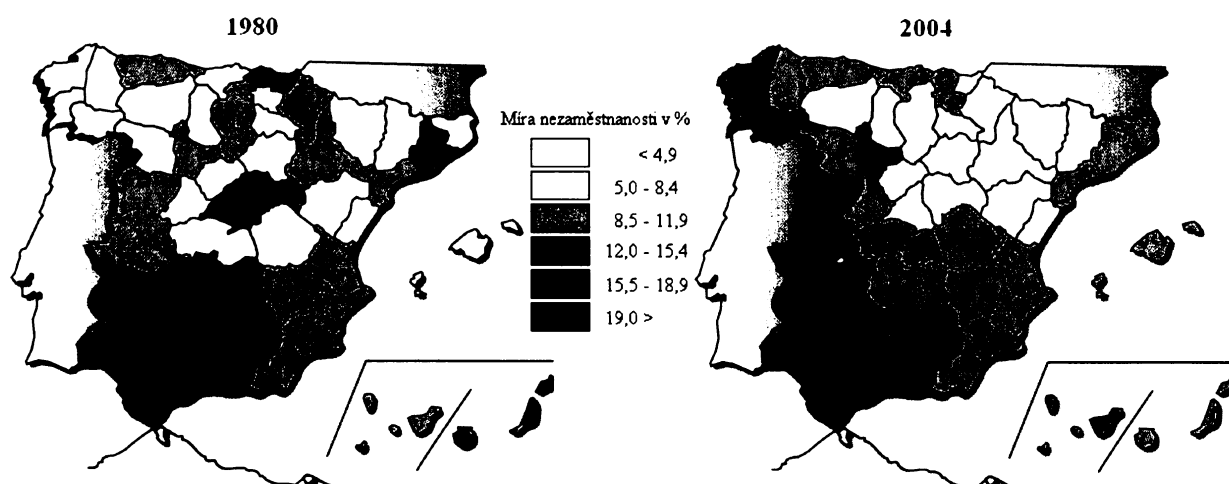 1980
2004
Míra nezaměstnanosti v %
< 4,9
5,0 - 8,4
8,5 - 11,9
12,0 - 15,4
15,5 - 18,9
19,0 >